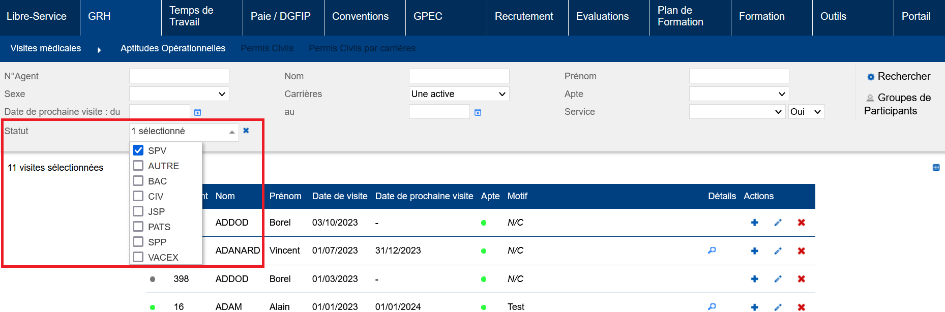 Libre-Service GRH Temps de Travail Paie / DGFIP Conventions GPEC Recrutement Evaluations Plan de Formation Formation Outils Portail
Visites médicales Aptitudes Opérationnelles Permis Civils Permis Civils par carrières
N°Agent Nom Prénom Rechercher
Sexe Carrières Une active Apte Groupes de Participants
Date de prochaine visite : du au Service Oui
Statut 1 sélectionné
SPV
11 visites sélectionnées
AUTRE
BAC
CIV
nt Nom Prénom Date de visite Date de prochaine visite Apte Motif Détails Actions
JSP
PATS
ADDOD Borel 03/10/2023 - N/C
SPP
ADANARD Vincent 01/07/2023 31/12/2023 N/C
VACEX
398 ADDOD Borel 01/03/2023 - N/C
16 ADAM Alain 01/01/2023 01/01/2024 Test